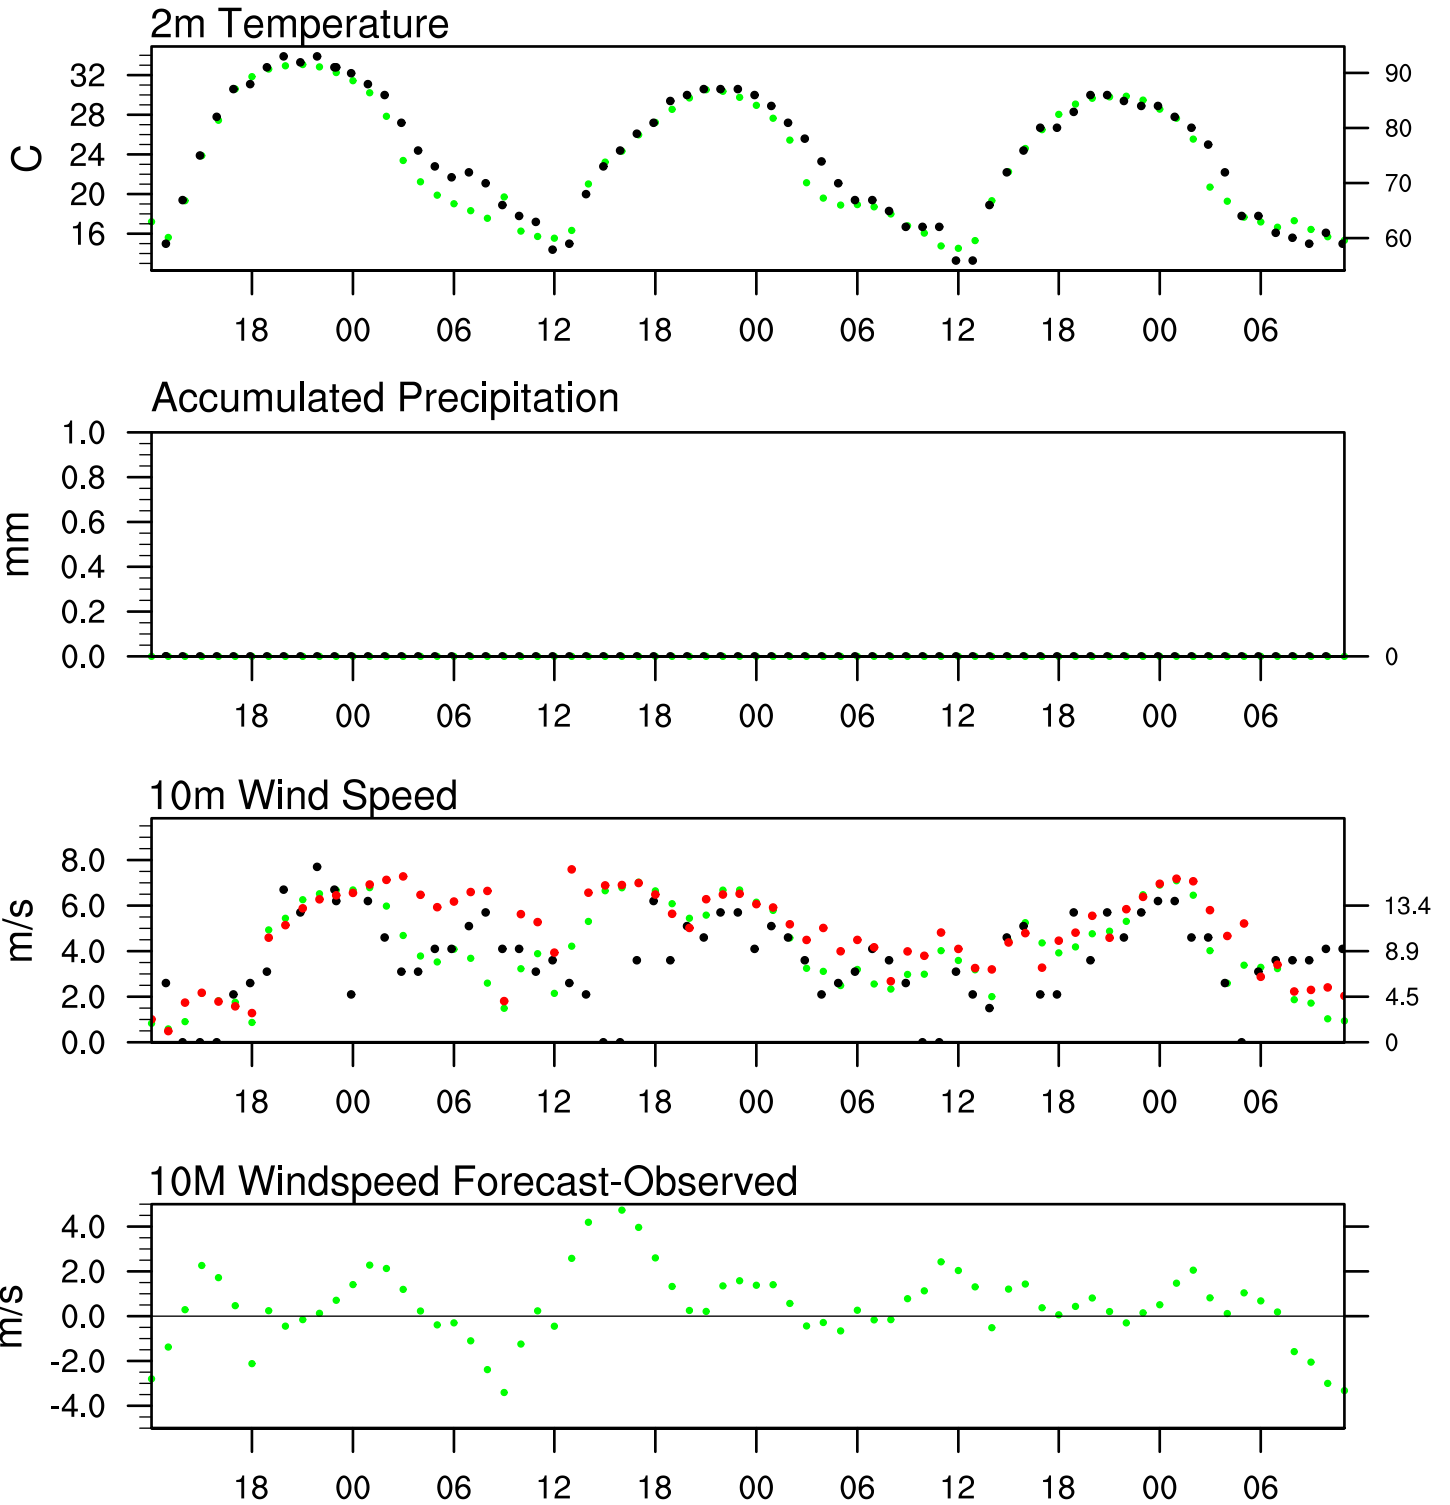 2m Temperature
C
32
28
24
20
16
90
80
70
60
18 00 06 12 18 00 06 12 18 00 06
Accumulated Precipitation
mm
1.0
0.8
0.6
0.4
0.2
0.0
0
18 00 06 12 18 00 06 12 18 00 06
10m Wind Speed
m/s
8.0
6.0
4.0
2.0
0.0
13.4
8.9
4.5
0
18 00 06 12 18 00 06 12 18 00 06
10M Windspeed Forecast-Observed
m/s
4.0
2.0
0.0
-2.0
-4.0
18 00 06 12 18 00 06 12 18 00 06